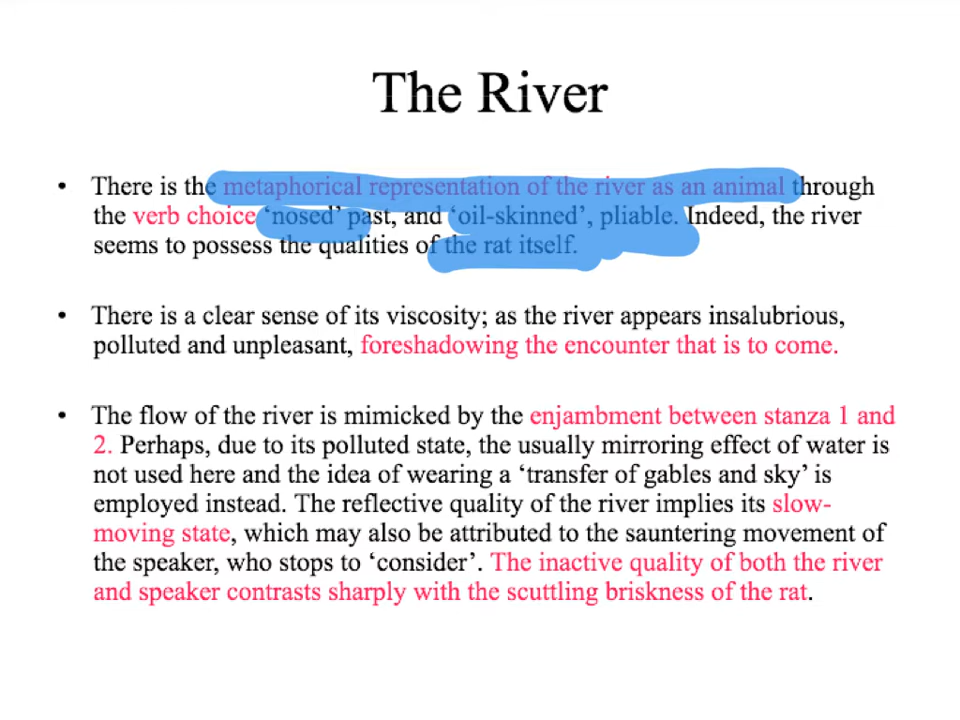 The River
• There is the metaphorical representation of the river as an animal through
the verb choice ‘nosed’ past, and ‘oil-skinned’, pliable. Indeed, the river
seems to possess the qualities of the rat itself.
• There is a clear sense of its viscosity; as the river appears insalubrious,
polluted and unpleasant, foreshadowing the encounter that is to come.
• The flow of the river is mimicked by the enjambment between stanza 1 and
2. Perhaps, due to its polluted state, the usually mirroring effect of water is
not used here and the idea of wearing a ‘transfer of gables and sky’ is
employed instead. The reflective quality of the river implies its slow-
moving state, which may also be attributed to the sauntering movement of
the speaker, who stops to ‘consider’. The inactive quality of both the river
and speaker contrasts sharply with the scuttling briskness of the rat.